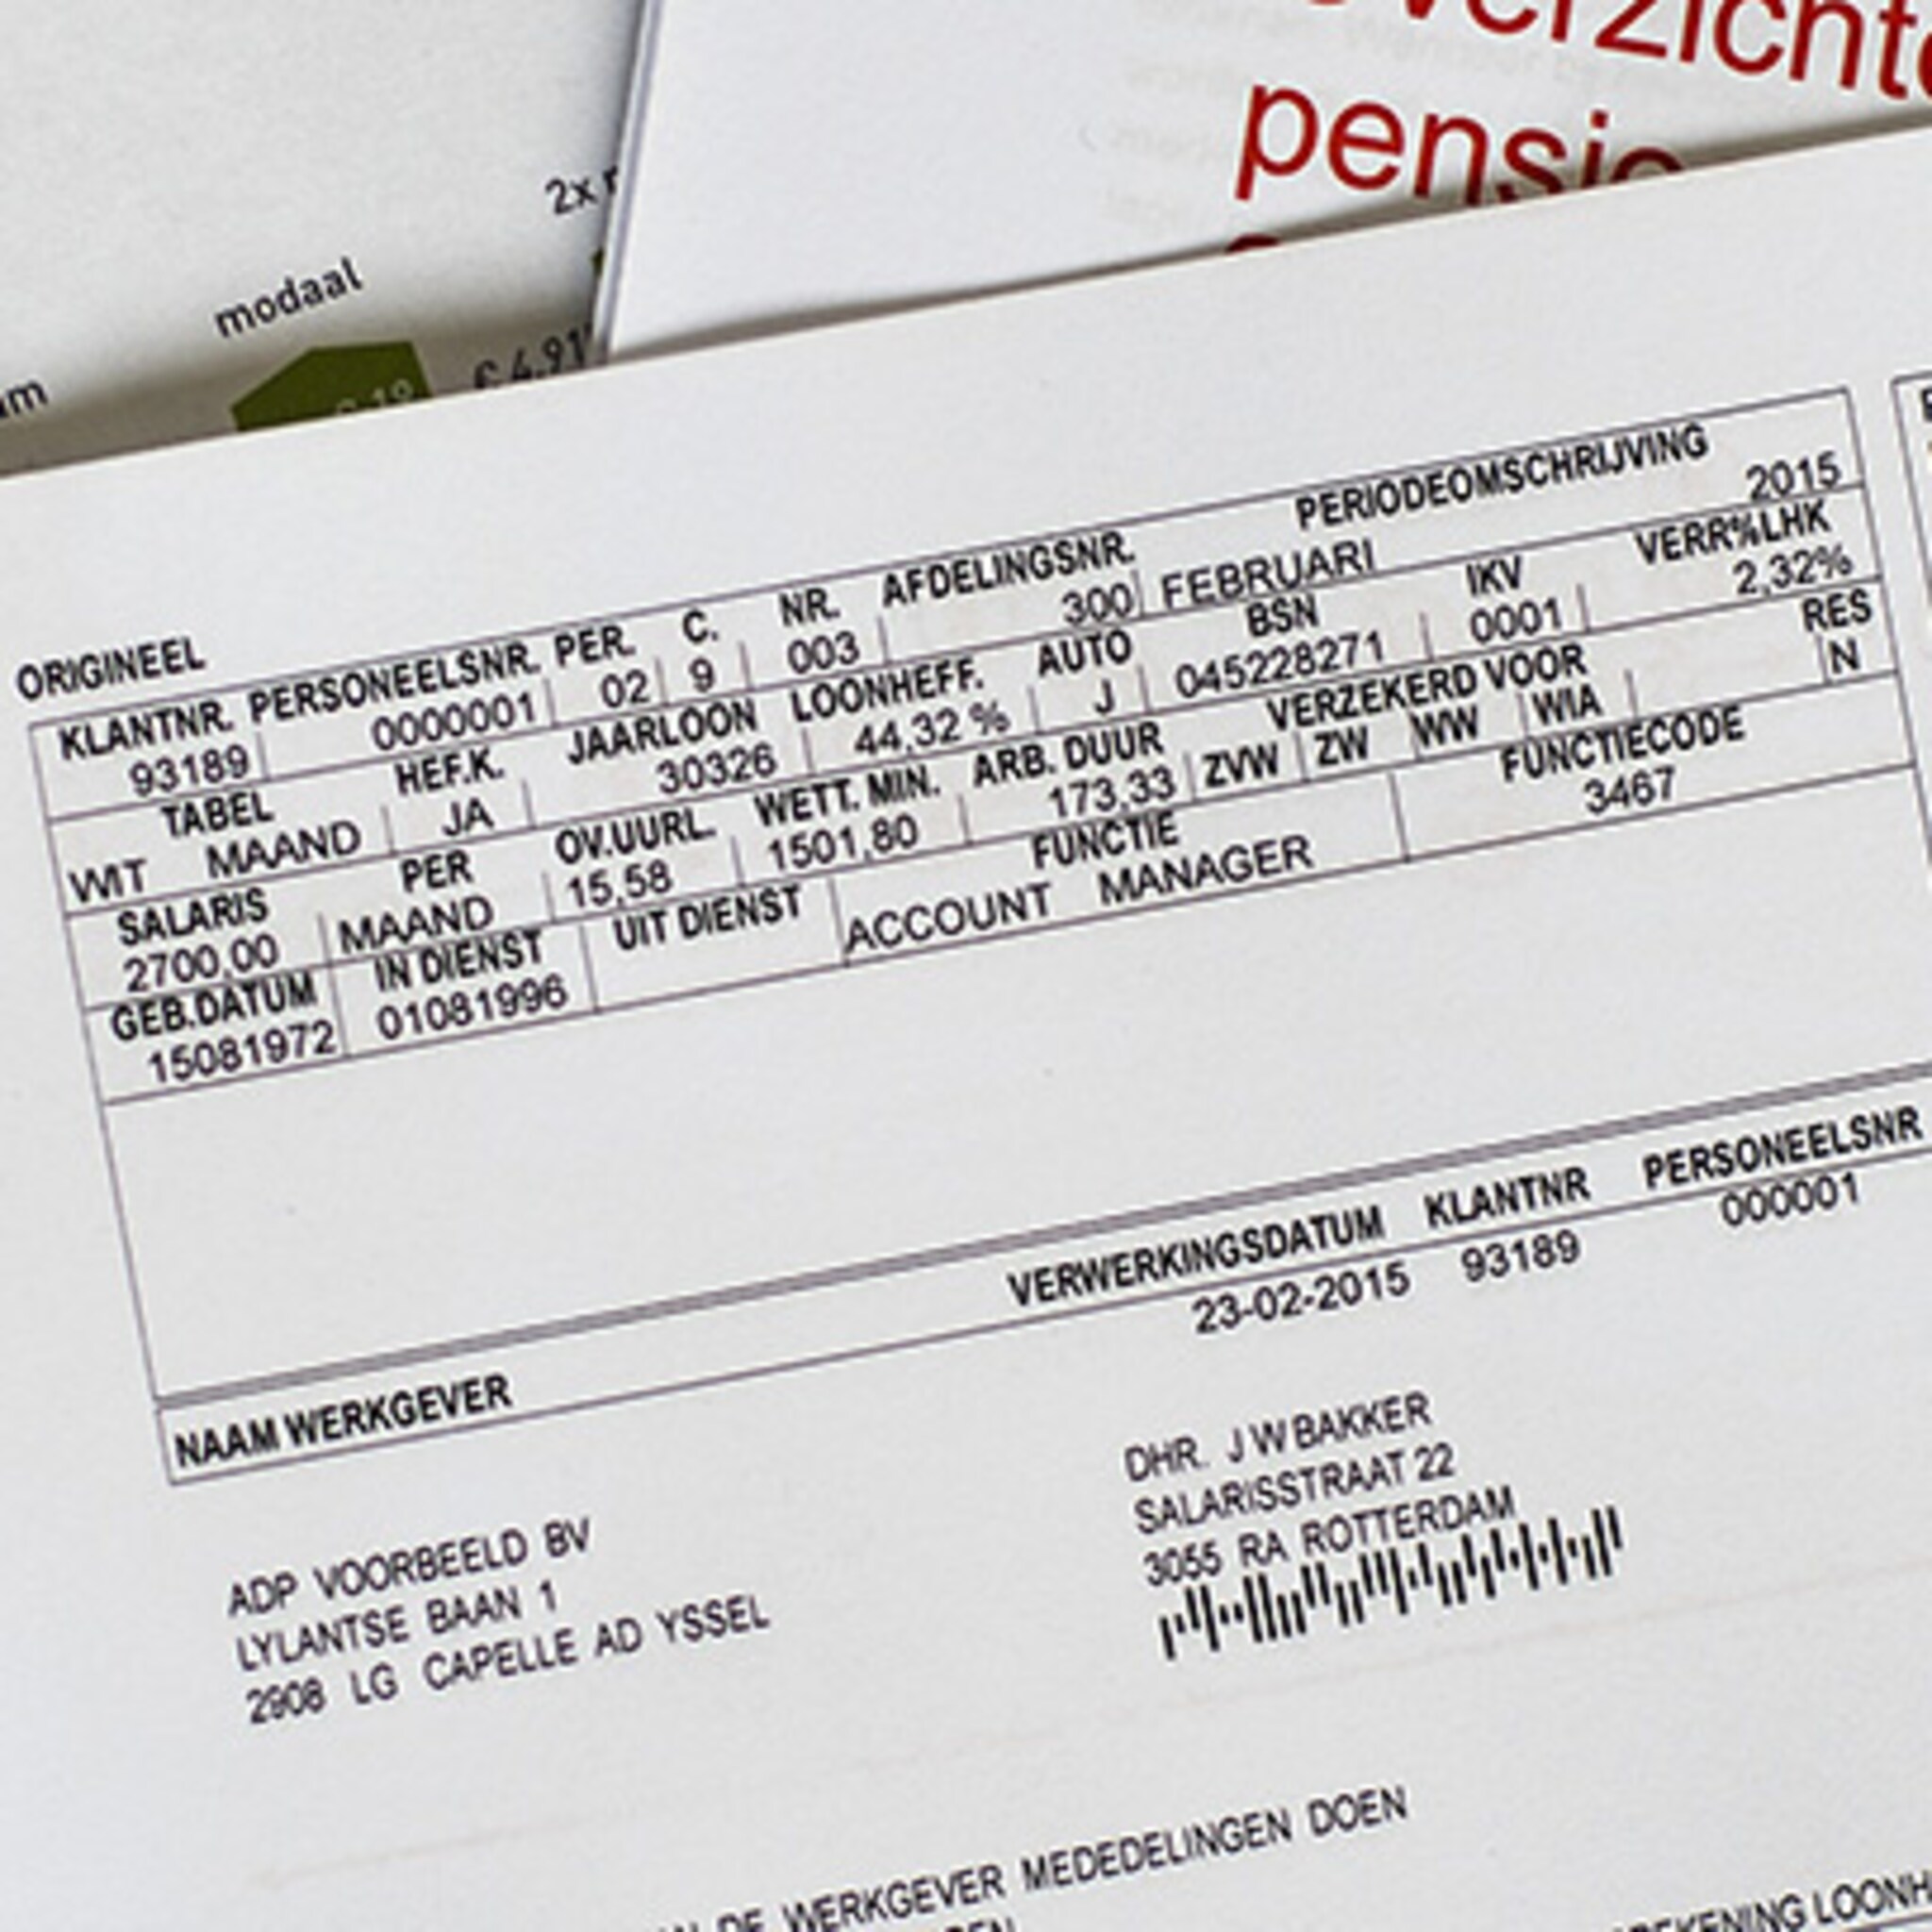 pensio
2x
modaal
ORIGINEEL
KLANTNR. PERSONEELSNR. PER. C. NR. AFDELINGSNR. PERIODEOMSCHRIJVING
93189 0000001 02 9 003 300 FEBRUARI 2015
TABEL HEF.K. JAARLOON LOONHEFF. AUTO BSN IKV VERR%LHK
WIT MAAND JA 30326 44,32 % J 045228271 0001 2,32%
SALARIS PER OV.UURL. WETT. MIN. ARB. DUUR VERZEKERD VOOR RES
2700,00 MAAND 15,58 1501,80 173,33 ZVW ZW WW WIA N
GEB.DATUM IN DIENST UIT DIENST FUNCTIE FUNCTIECODE
15081972 01081996 ACCOUNT MANAGER 3467
VERWERKINGSDATUM KLANTNR PERSONEELSNR
23-02-2015 93189 000001
NAAM WERKGEVER
DHR. J W BAKKER
SALARISSTRAAT 22
3055 RA ROTTERDAM
ADP VOORBEELD BV
LYLANTSE BAAN 1
2908 LG CAPELLE AD YSSEL
DE WERKGEVER MEDEDELINGEN DOEN